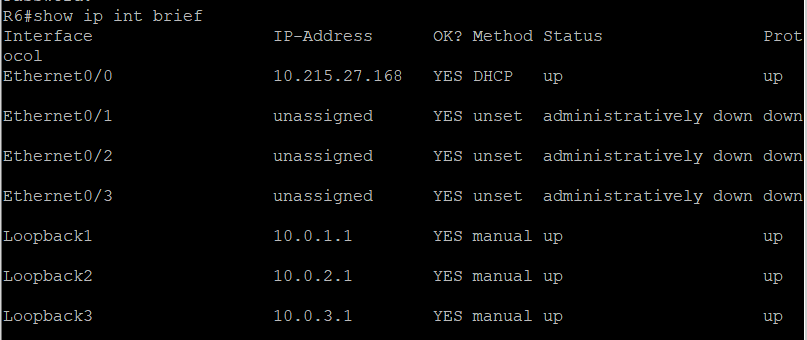 R6#show ip int brief
Interface                  IP-Address      OK? Method Status                Prot
ocol
Ethernet0/0                10.215.27.168   YES DHCP   up                    up
Ethernet0/1                unassigned      YES unset  administratively down down
Ethernet0/2                unassigned      YES unset  administratively down down
Ethernet0/3                unassigned      YES unset  administratively down down
Loopback1                  10.0.1.1        YES manual up                    up
Loopback2                  10.0.2.1        YES manual up                    up
Loopback3                  10.0.3.1        YES manual up                    up